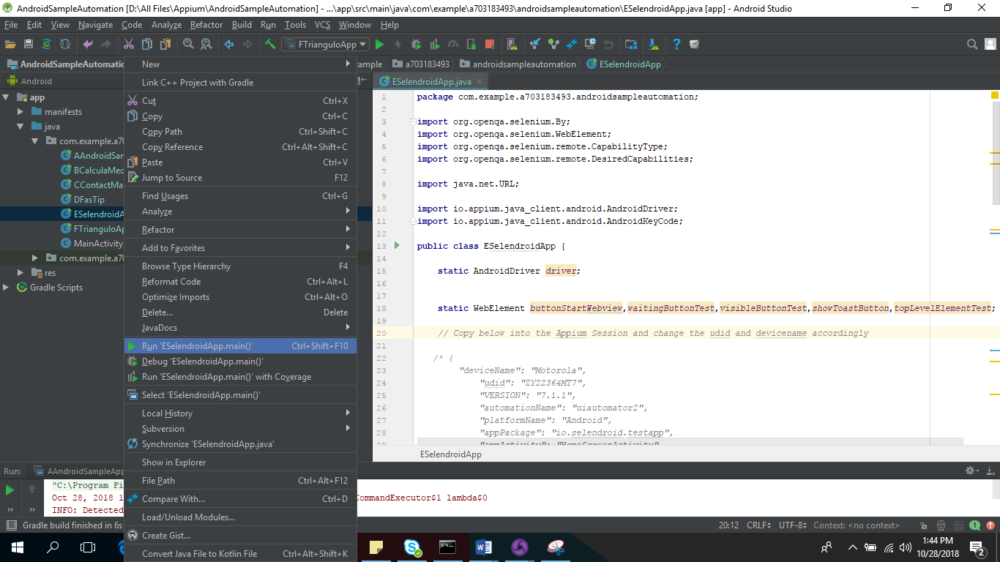 AndroidSampleAutomation [D:\All Files\Appium\AndroidSampleAutomation] - ...\app\src\main\java\com\example\a703183493\androidsampleautomation\ESelendroidApp.java [app] - Android Studio
File Edit View Navigate Code Analyze Refactor Build Run Tools VCS Window Help
FTrianguloApp
AndroidSampleAutomatic
ample a703183493 androidsampleautomation ESelendroidApp
Android
app
manifests
java
com.example.a70
AAndroidSar
BCalculaMed
CContactMa
DFasTip
ESelendroidA
FTrianguloAp
MainActivity
com.example.a70
res
Gradle Scripts
New
Link C++ Project with Gradle
Cut Ctrl+X
Copy Ctrl+C
Copy Path Ctrl+Shift+C
Copy Reference Ctrl+Alt+Shift+C
Paste Ctrl+V
Jump to Source F12
Find Usages Ctrl+G
Analyze
Refactor
Add to Favorites
Browse Type Hierarchy F4
Reformat Code Ctrl+Alt+L
Optimize Imports Ctrl+Alt+O
Delete... Delete
JavaDocs
Run 'ESelendroidApp.main()' Ctrl+Shift+F10
Debug 'ESelendroidApp.main()'
Run 'ESelendroidApp.main()' with Coverage
Select 'ESelendroidApp.main()'
Local History
Subversion
Synchronize 'ESelendroidApp.java'
Show in Explorer
File Path Ctrl+Alt+F12
Compare With... Ctrl+D
Load/Unload Modules...
Create Gist...
Convert Java File to Kotlin File Ctrl+Alt+Shift+K
ESelendroidApp.java
1 package com.example.a703183493.androidsampleautomation;
2
3 import org.openqa.selenium.By;
4 import org.openqa.selenium.WebElement;
5 import org.openqa.selenium.remote.CapabilityType;
6 import org.openqa.selenium.remote.DesiredCapabilities;
7
8 import java.net.URL;
9
10 import io.appium.java_client.android.AndroidDriver;
11 import io.appium.java_client.android.AndroidKeyCode;
12
13 public class ESelendroidApp {
14
15 static AndroidDriver driver;
16
17
18 static WebElement buttonStartWebview,waitingButtonTest,visibleButtonTest,showToastButton,topLevelElementTest;
19
20 // Copy below into the Appium Session and change the udid and devicename accordingly
21
22 /* {
23 "deviceName": "Motorola",
24 "udid": "ZY22364MT7",
25 "VERSION": "7.1.1",
26 "automationName": "uiautomator2",
27 "platformName": "Android",
28 "appPackage": "io.selendroid.testapp",
29 "appActivity": "HomeScreenActivity"
ESelendroidApp
Run: AAndroidSampleApp
"C:\Program Fi
Oct 28, 2018 1 CommandExecutor$1 lambda$0
INFO: Detected
Gradle build finished in 6s 20:12 CRLF UTF-8 Context: <no context> 1
1:44 PM
10/28/2018
2